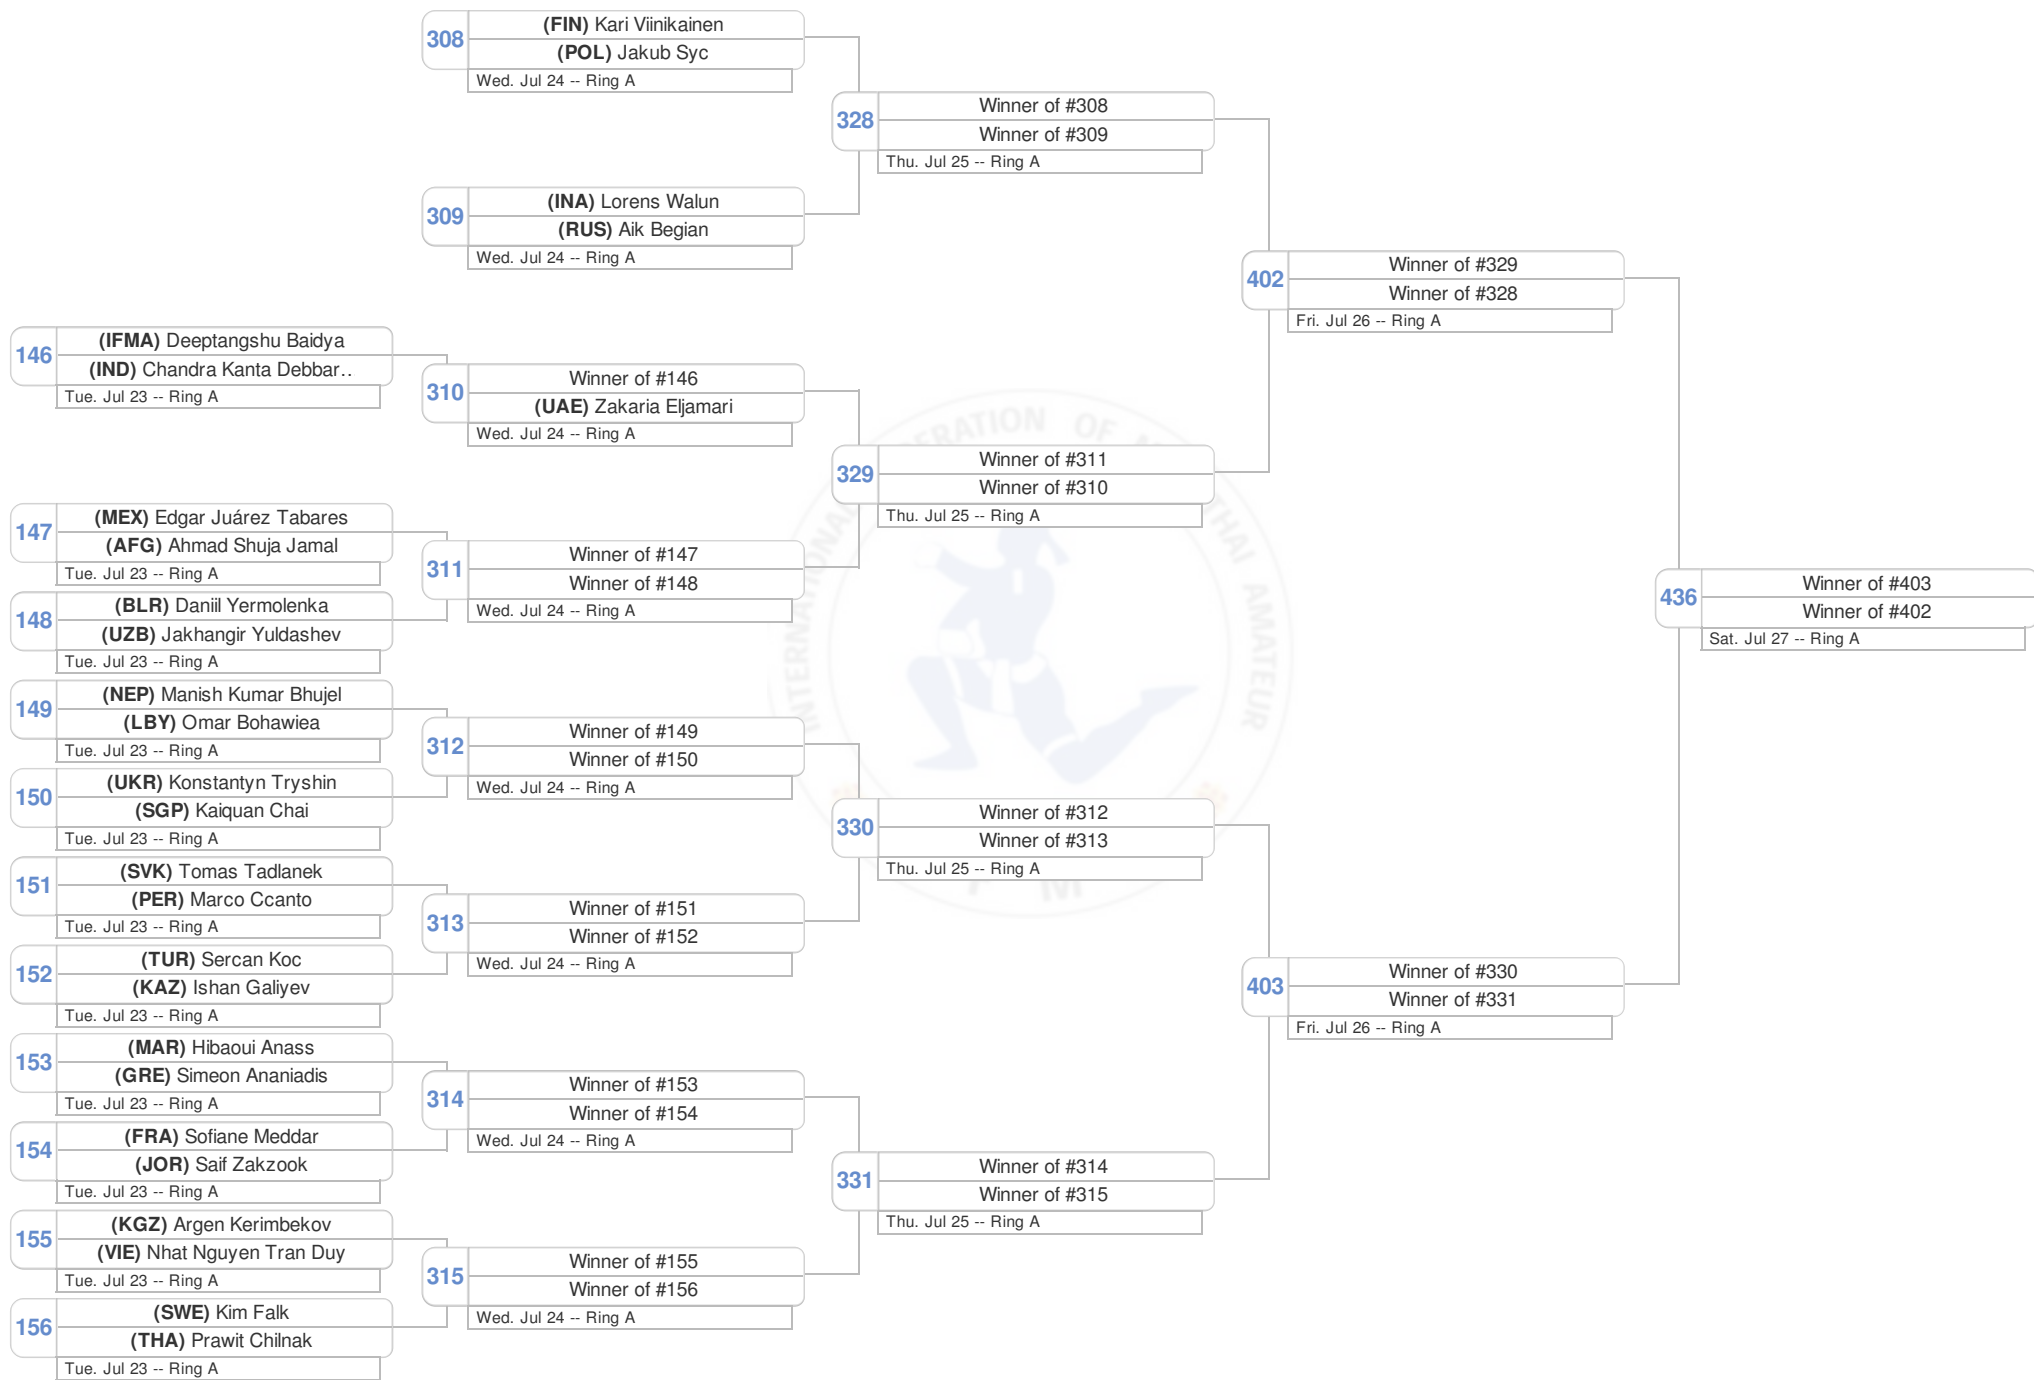 308
(FIN) Kari Viinikainen
(POL) Jakub Syc
Wed. Jul 24 -- Ring A
309
(INA) Lorens Walun
(RUS) Aik Begian
Wed. Jul 24 -- Ring A
146
(IFMA) Deeptangshu Baidya
(IND) Chandra Kanta Debbar..
Tue. Jul 23 -- Ring A
147
(MEX) Edgar Juárez Tabares
(AFG) Ahmad Shuja Jamal
Tue. Jul 23 -- Ring A
148
(BLR) Daniil Yermolenka
(UZB) Jakhangir Yuldashev
Tue. Jul 23 -- Ring A
149
(NEP) Manish Kumar Bhujel
(LBY) Omar Bohawiea
Tue. Jul 23 -- Ring A
150
(UKR) Konstantyn Tryshin
(SGP) Kaiquan Chai
Tue. Jul 23 -- Ring A
151
(SVK) Tomas Tadlanek
(PER) Marco Ccanto
Tue. Jul 23 -- Ring A
152
(TUR) Sercan Koc
(KAZ) Ishan Galiyev
Tue. Jul 23 -- Ring A
153
(MAR) Hibaoui Anass
(GRE) Simeon Ananiadis
Tue. Jul 23 -- Ring A
154
(FRA) Sofiane Meddar
(JOR) Saif Zakzook
Tue. Jul 23 -- Ring A
155
(KGZ) Argen Kerimbekov
(VIE) Nhat Nguyen Tran Duy
Tue. Jul 23 -- Ring A
156
(SWE) Kim Falk
(THA) Prawit Chilnak
Tue. Jul 23 -- Ring A
310
Winner of #146
(UAE) Zakaria Eljamari
Wed. Jul 24 -- Ring A
311
Winner of #147
Winner of #148
Wed. Jul 24 -- Ring A
312
Winner of #149
Winner of #150
Wed. Jul 24 -- Ring A
313
Winner of #151
Winner of #152
Wed. Jul 24 -- Ring A
314
Winner of #153
Winner of #154
Wed. Jul 24 -- Ring A
315
Winner of #155
Winner of #156
Wed. Jul 24 -- Ring A
328
Winner of #308
Winner of #309
Thu. Jul 25 -- Ring A
329
Winner of #311
Winner of #310
Thu. Jul 25 -- Ring A
330
Winner of #312
Winner of #313
Thu. Jul 25 -- Ring A
331
Winner of #314
Winner of #315
Thu. Jul 25 -- Ring A
402
Winner of #329
Winner of #328
Fri. Jul 26 -- Ring A
403
Winner of #330
Winner of #331
Fri. Jul 26 -- Ring A
436
Winner of #403
Winner of #402
Sat. Jul 27 -- Ring A
INTERNATIONAL
OF
THAI AMATEUR